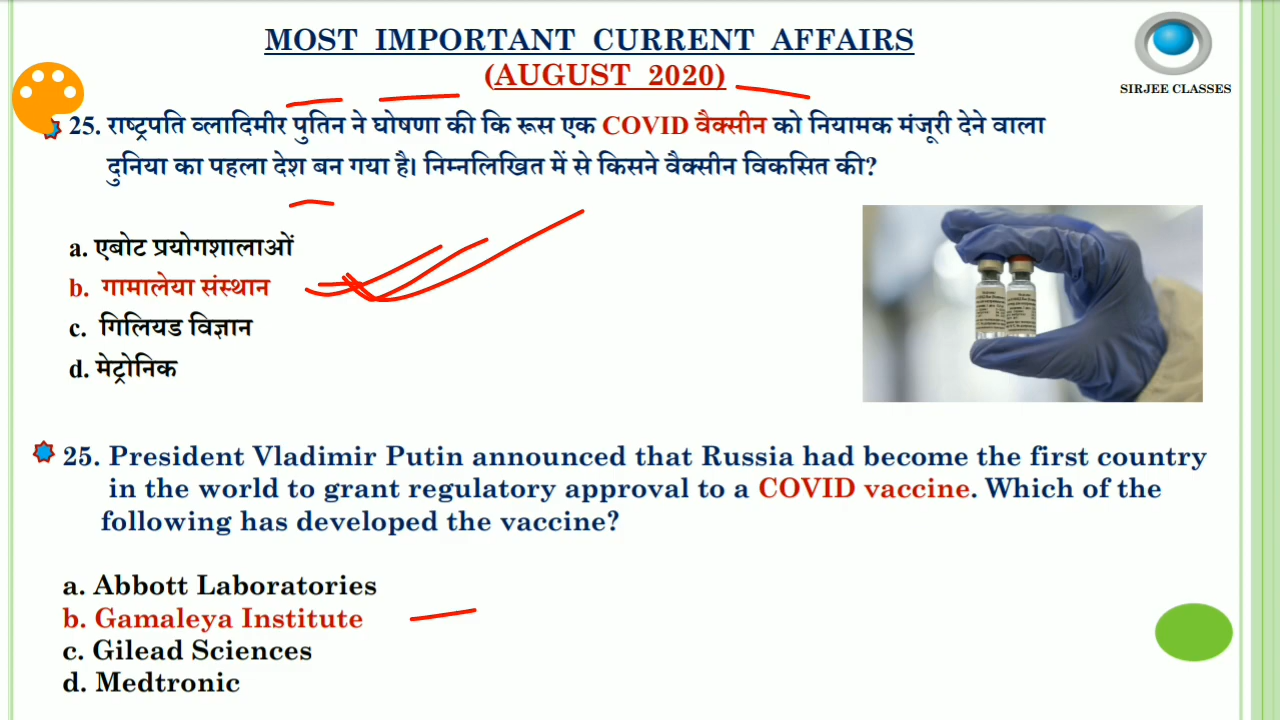 MOST IMPORTANT CURRENT AFFAIRS
(AUGUST 2020)
SIRJEE CLASSES
25. राष्ट्रपति व्लादिमीर पुतिन ने घोषणा की कि रूस एक COVID वैक्सीन को नियामक मंजूरी देने वाला
दुनिया का पहला देश बन गया है। निम्नलिखित में से किसने वैक्सीन विकसित की?
a. एबोट प्रयोगशालाओं
b. गामालेया संस्थान
c. गिलियड विज्ञान
d. मेट्रोनिक
25. President Vladimir Putin announced that Russia had become the first country
in the world to grant regulatory approval to a COVID vaccine. Which of the
following has developed the vaccine?
a. Abbott Laboratories
b. Gamaleya Institute
c. Gilead Sciences
d. Medtronic